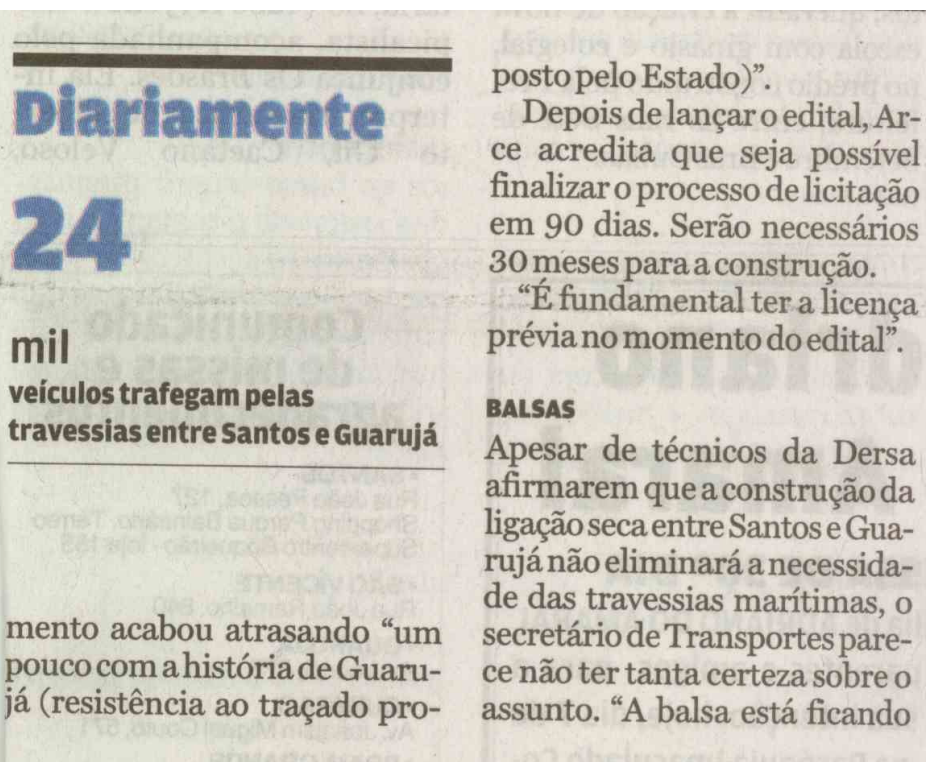 Diariamente
24
mil
veículos trafegam pelas
travessias entre Santos e Guarujá
mento acabou atrasando “um
pouco com a história de Guaru-
já (resistência ao traçado pro-
posto pelo Estado)”.
Depois de lançar o edital, Ar-
ce acredita que seja possível
finalizar o processo de licitação
em 90 dias. Serão necessários
30 meses para a construção.
“É fundamental ter a licença
prévia no momento do edital”.
BALSAS
Apesar de técnicos da Dersa
afirmarem que a construção da
ligação seca entre Santos e Gua-
rujá não eliminará a necessida-
de das travessias marítimas, o
secretário de Transportes pare-
ce não ter tanta certeza sobre o
assunto. “A balsa está ficando